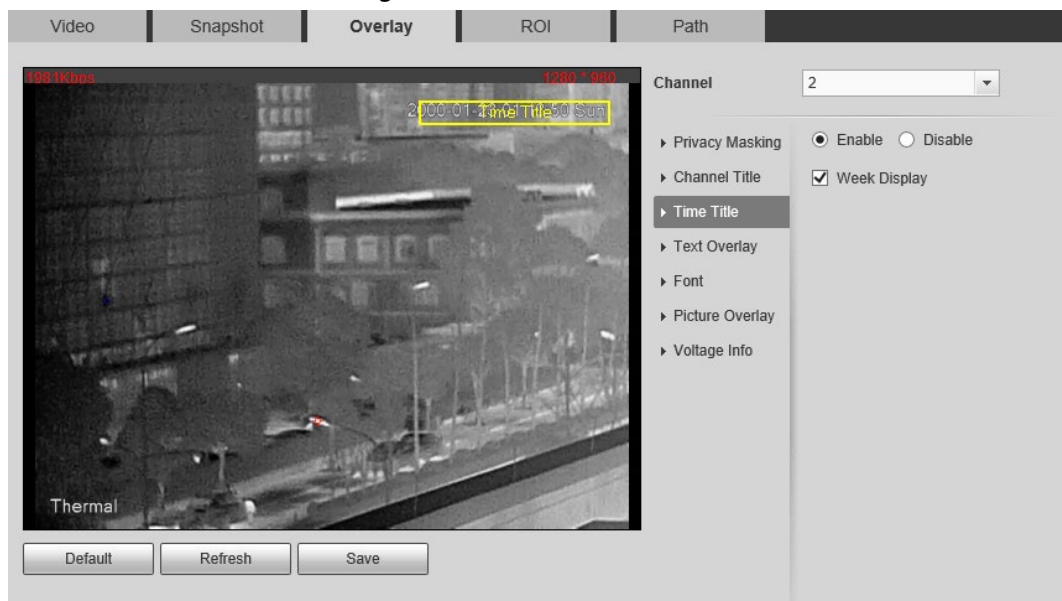 Video Snapshot Overlay ROI Path
1981Kbps 1280 * 960
Time Title
Sun
Thermal
Default Refresh Save
Channel 2
Privacy Masking
Channel Title
Time Title
Text Overlay
Font
Picture Overlay
Voltage Info
Enable Disable
Week Display